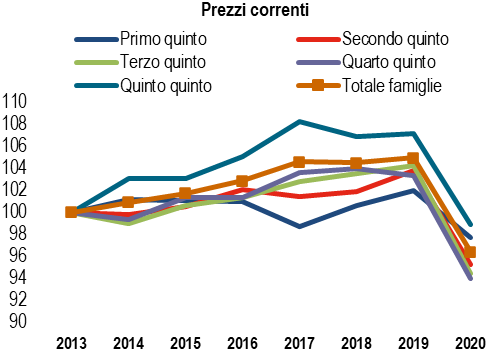 Prezzi correnti
Primo quinto Secondo quinto
Terzo quinto Quarto quinto
Quinto quinto Totale famiglie
110
108
106
104
102
100
98
96
94
92
90
2013 2014 2015 2016 2017 2018 2019 2020